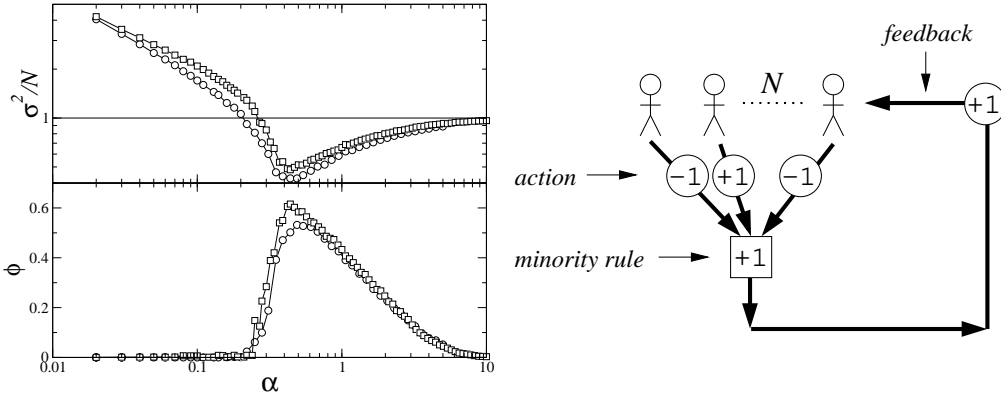 σ²/N
1
ϕ
0.6
0.4
0.2
0
0.01
0.1
1
10
α
feedback
N
+1
action
−1
+1
−1
minority rule
+1